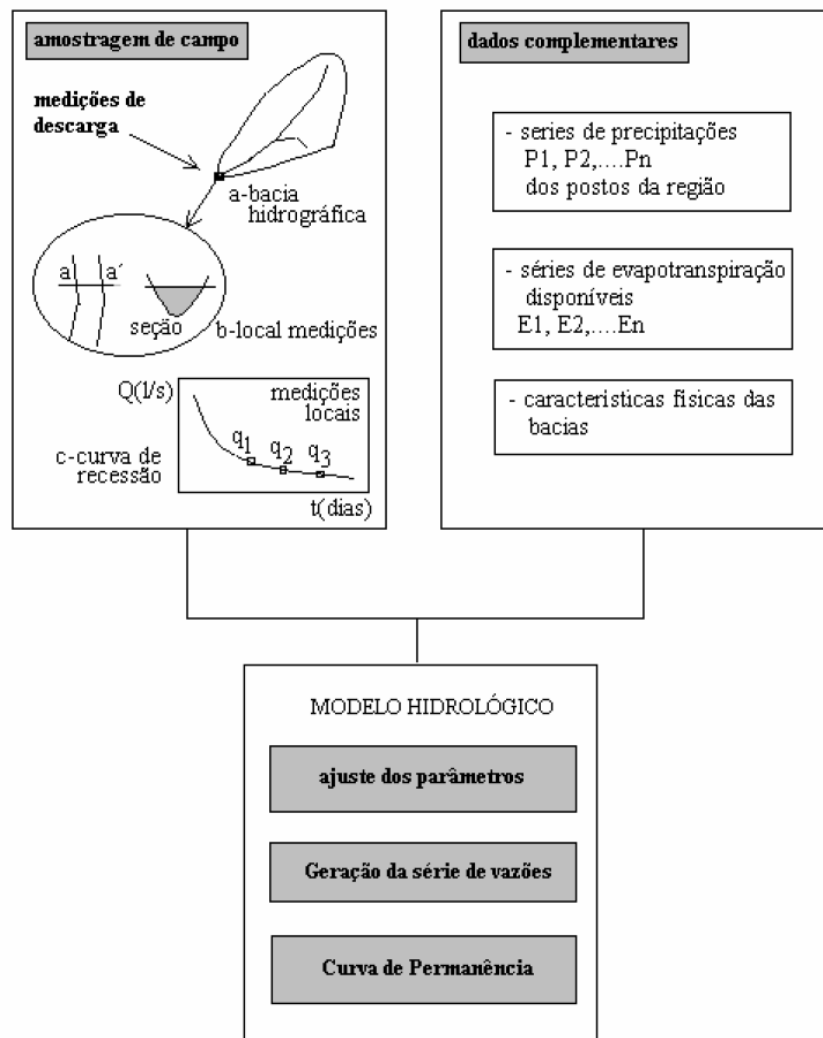 amostragem de campo
medições de
descarga
a-bacia
hidrográfica
a
a´
seção
b-local medições
Q(l/s)
medições
locais
q1
q2
q3
c-curva de
recessão
t(dias)
dados complementares
- series de precipitações
P1, P2,....Pn
dos postos da região
- séries de evapotranspiração
disponíveis
E1, E2,....En
- características físicas das
bacias
MODELO HIDROLÓGICO
ajuste dos parâmetros
Geração da série de vazões
Curva de Permanência